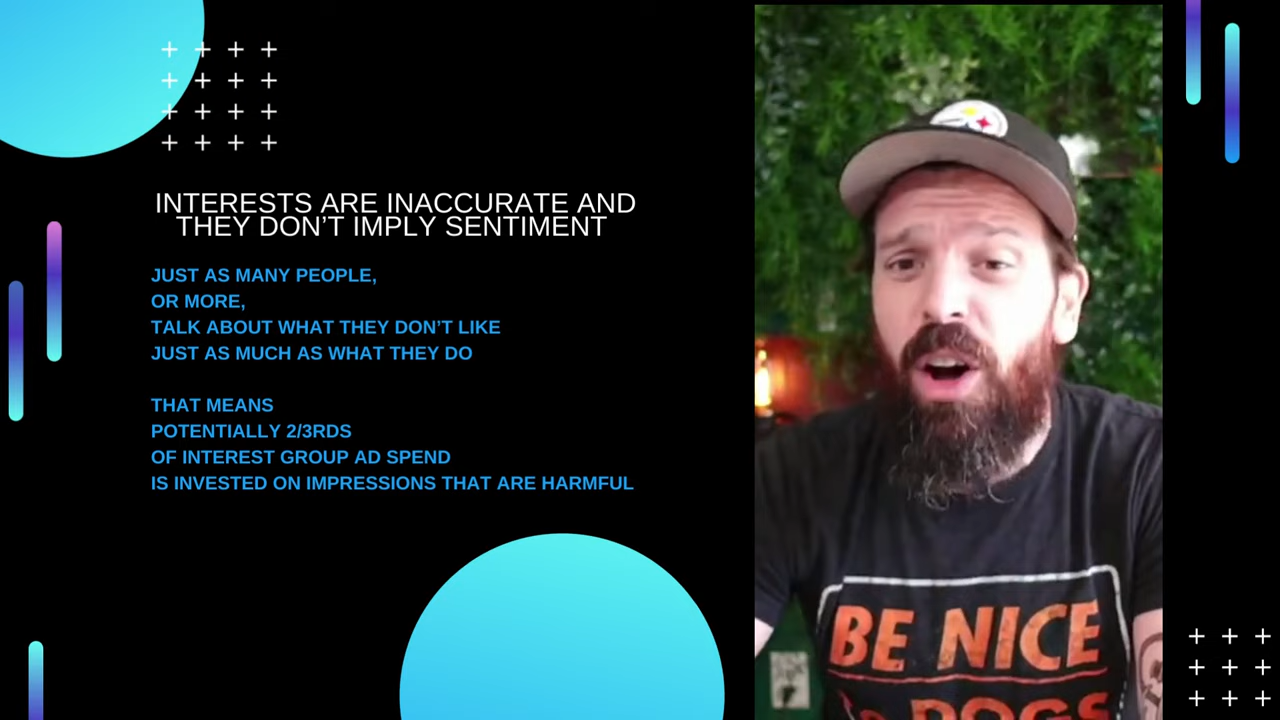 INTERESTS ARE INACCURATE AND
THEY DON’T IMPLY SENTIMENT
JUST AS MANY PEOPLE,
OR MORE,
TALK ABOUT WHAT THEY DON’T LIKE
JUST AS MUCH AS WHAT THEY DO
THAT MEANS
POTENTIALLY 2/3RDS
OF INTEREST GROUP AD SPEND
IS INVESTED ON IMPRESSIONS THAT ARE HARMFUL
BE NICE
DOGS